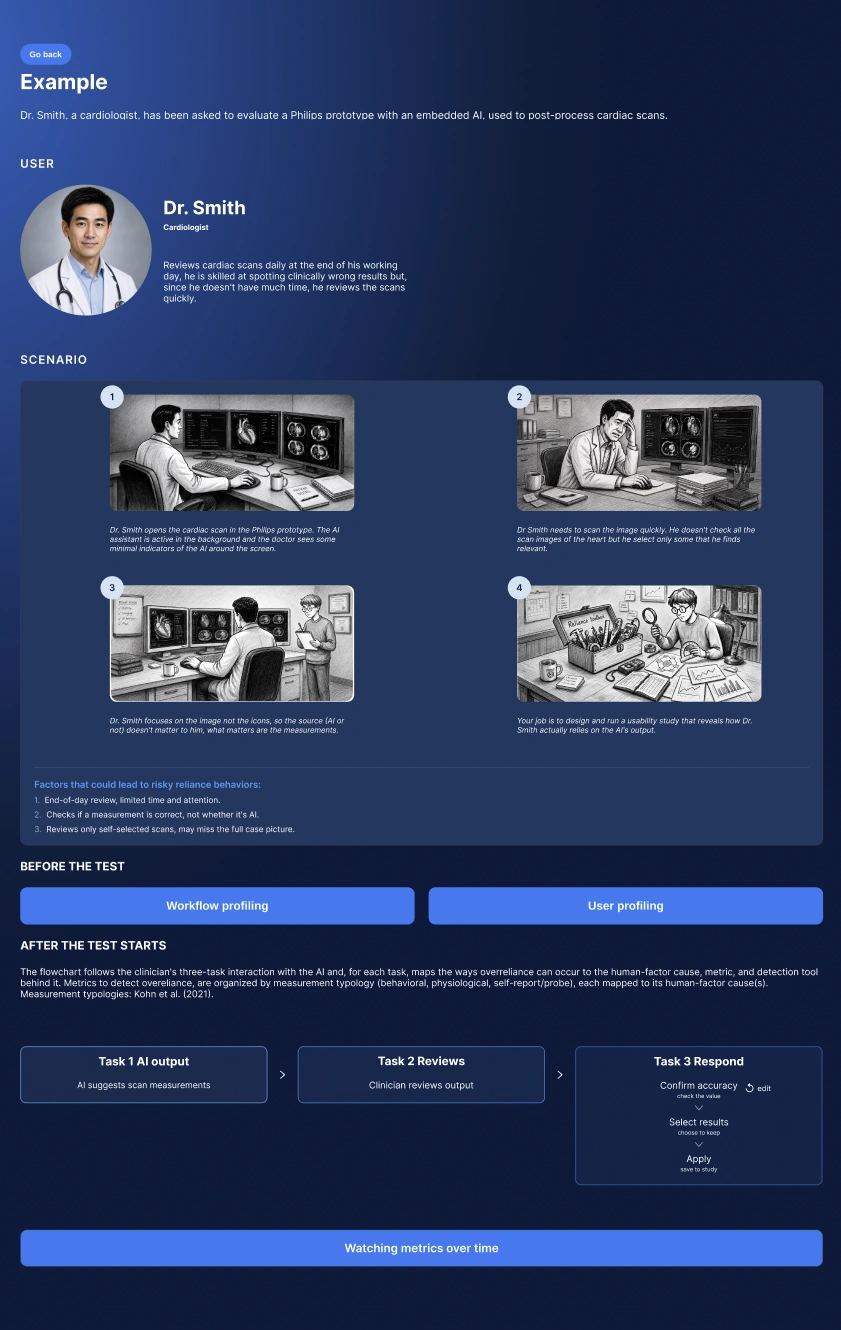 Go back
Example
Dr. Smith, a cardiologist, has been asked to evaluate a Philips prototype with an embedded AI, used to post-process cardiac scans.
USER
Dr. Smith
Cardiologist
Reviews cardiac scans daily at the end of his working
day, he is skilled at spotting clinically wrong results but,
since he doesn't have much time, he reviews the scans
quickly.
SCENARIO
1
Dr. Smith opens the cardiac scan in the Philips prototype. The AI
assistant is active in the background and the doctor sees some
minimal indicators of the AI around the screen.
2
Dr Smith needs to scan the image quickly. He doesn't check all the
scan images of the heart but he select only some that he finds
relevant.
3
Dr. Smith focuses on the image not the icons, so the source (AI or
not) doesn't matter to him, what matters are the measurements.
4
Reliance toolbox
Your job is to design and run a usability study that reveals how Dr.
Smith actually relies on the AI's output.
Factors that could lead to risky reliance behaviors:
1. End-of-day review, limited time and attention.
2. Checks if a measurement is correct, not whether it's AI.
3. Reviews only self-selected scans, may miss the full case picture.
BEFORE THE TEST
Workflow profiling
User profiling
AFTER THE TEST STARTS
The flowchart follows the clinician's three-task interaction with the AI and, for each task, maps the ways overreliance can occur to the human-factor cause, metric, and detection tool
behind it. Metrics to detect overeliance, are organized by measurement typology (behavioral, physiological, self-report/probe), each mapped to its human-factor cause(s).
Measurement typologies: Kohn et al. (2021).
Task 1 AI output
AI suggests scan measurements
Task 2 Reviews
Clinician reviews output
Task 3 Respond
Confirm accuracy
edit
check the value
Select results
choose to keep
Apply
save to study
Watching metrics over time